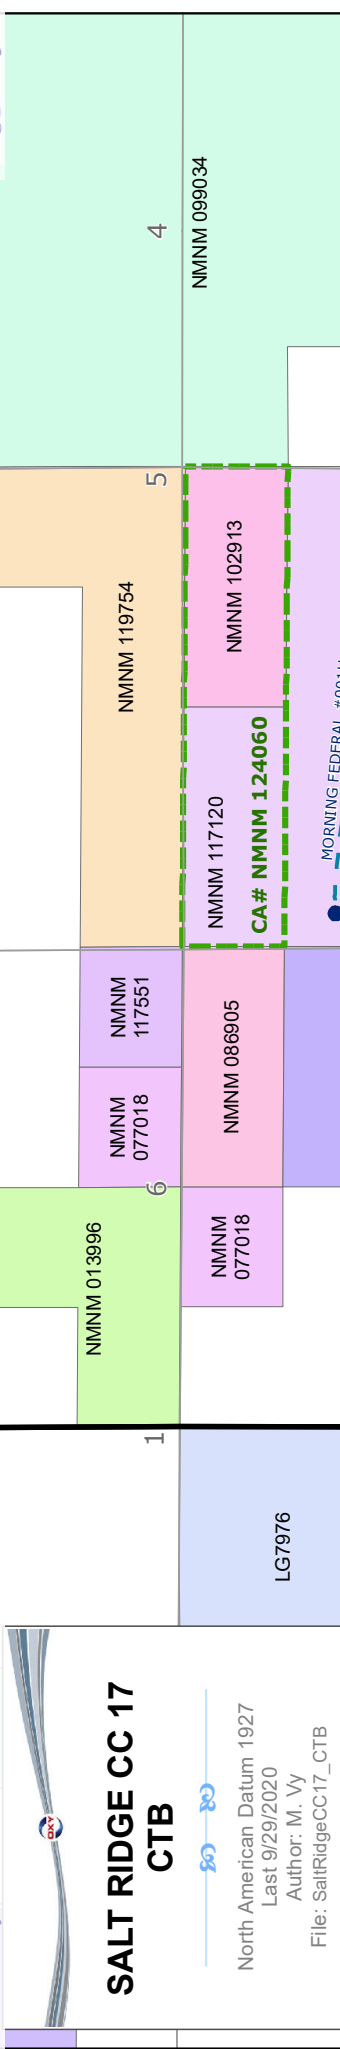 4
NMNM 099034
5
NMNM 119754
NMNM 102913
NMNM 117120
CA# NMNM 124060
MORNING FEDERAL
NMNM
117551
NMNM
077018
NMNM 086905
6
NMNM 013996
NMNM
077018
1
LG7976
OXY
SALT RIDGE CC 17
CTB
North American Datum 1927
Last 9/29/2020
Author: M. Vy
File: SaltRidgeCC17_CTB